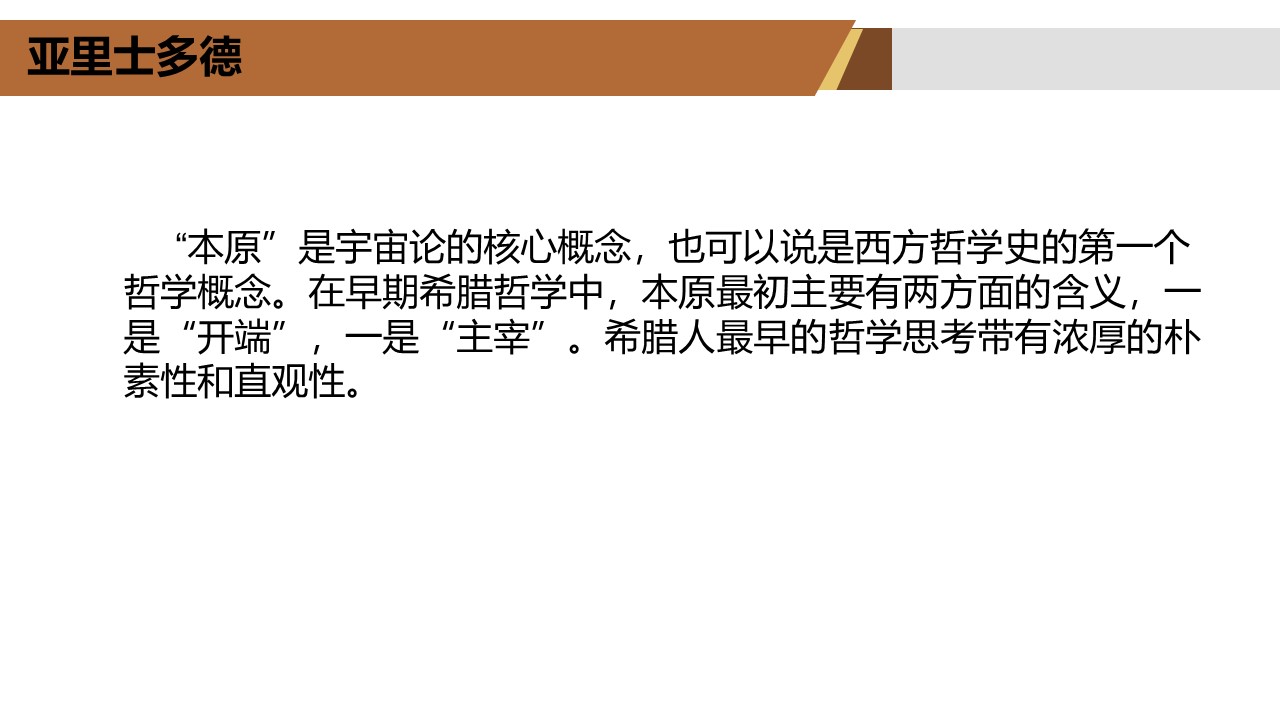 亚里士多德
“本原”是宇宙论的核心概念，也可以说是西方哲学史的第一个
哲学概念。在早期希腊哲学中，本原最初主要有两方面的含义，一
是“开端”，一是“主宰”。希腊人最早的哲学思考带有浓厚的朴
素性和直观性。